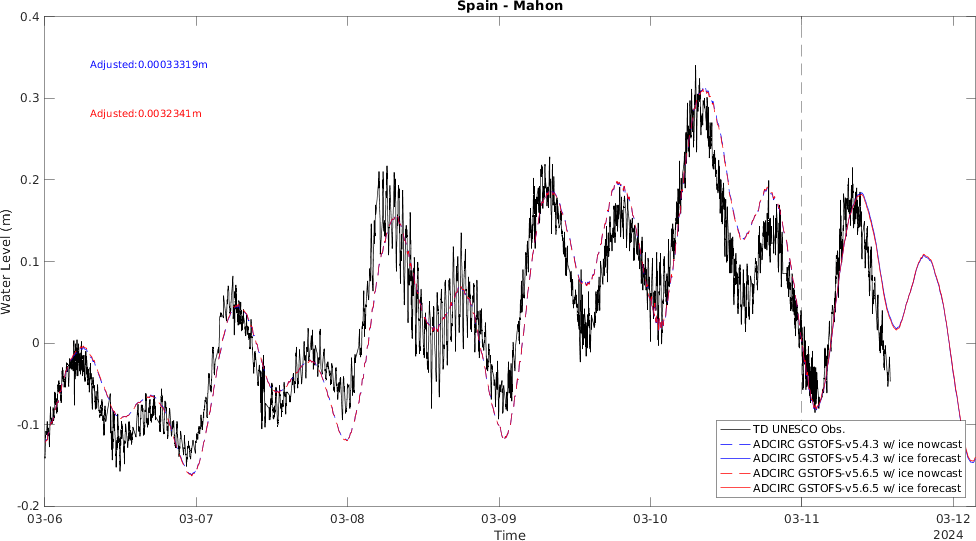 Spain - Mahon
0.4
0.3
0.2
0.1
0
-0.1
-0.2
Water Level (m)
Adjusted:0.00033319m
Adjusted:0.0032341m
TD UNESCO Obs.
ADCIRC GSTOFS-v5.4.3 w/ ice nowcast
ADCIRC GSTOFS-v5.4.3 w/ ice forecast
ADCIRC GSTOFS-v5.6.5 w/ ice nowcast
ADCIRC GSTOFS-v5.6.5 w/ ice forecast
03-06 03-07 03-08 03-09 03-10 03-11 03-12
Time
2024